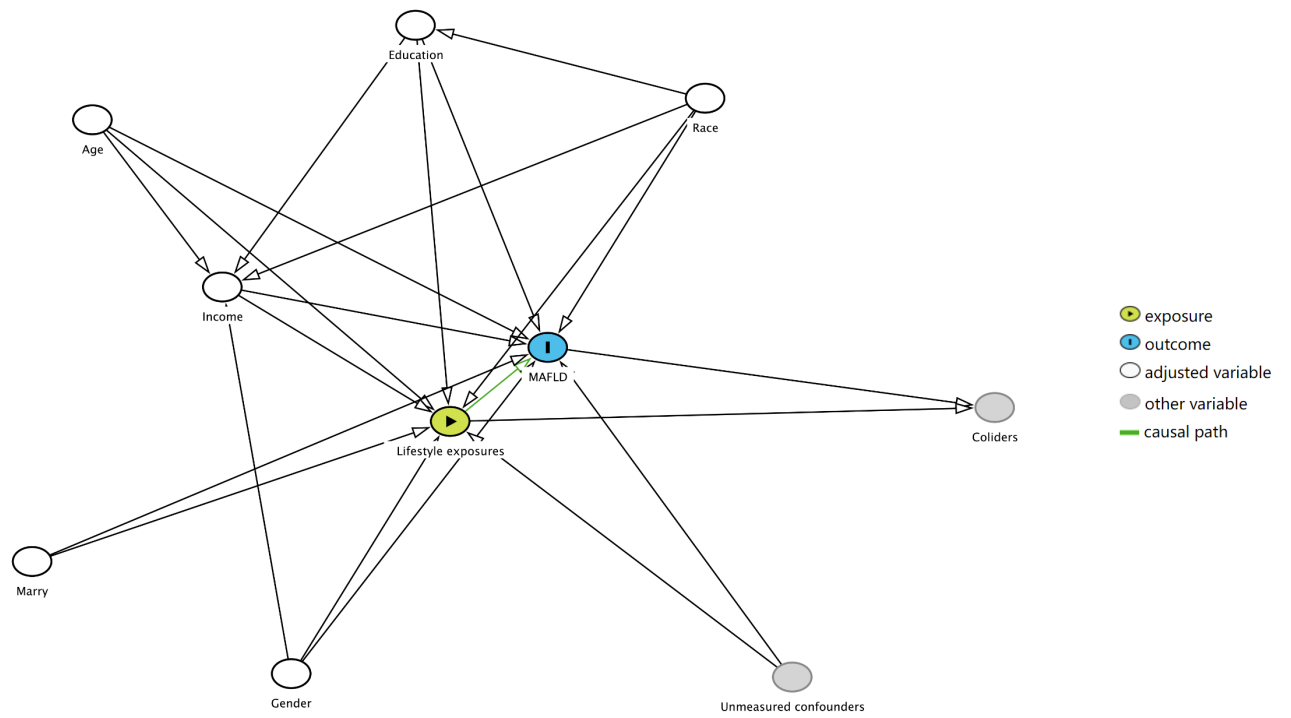 Education
Race
Age
Income
exposure
outcome
MAFLD
adjusted variable
other variable
causal path
Coliders
Lifestyle exposures
Marry
Gender
Unmeasured confounders